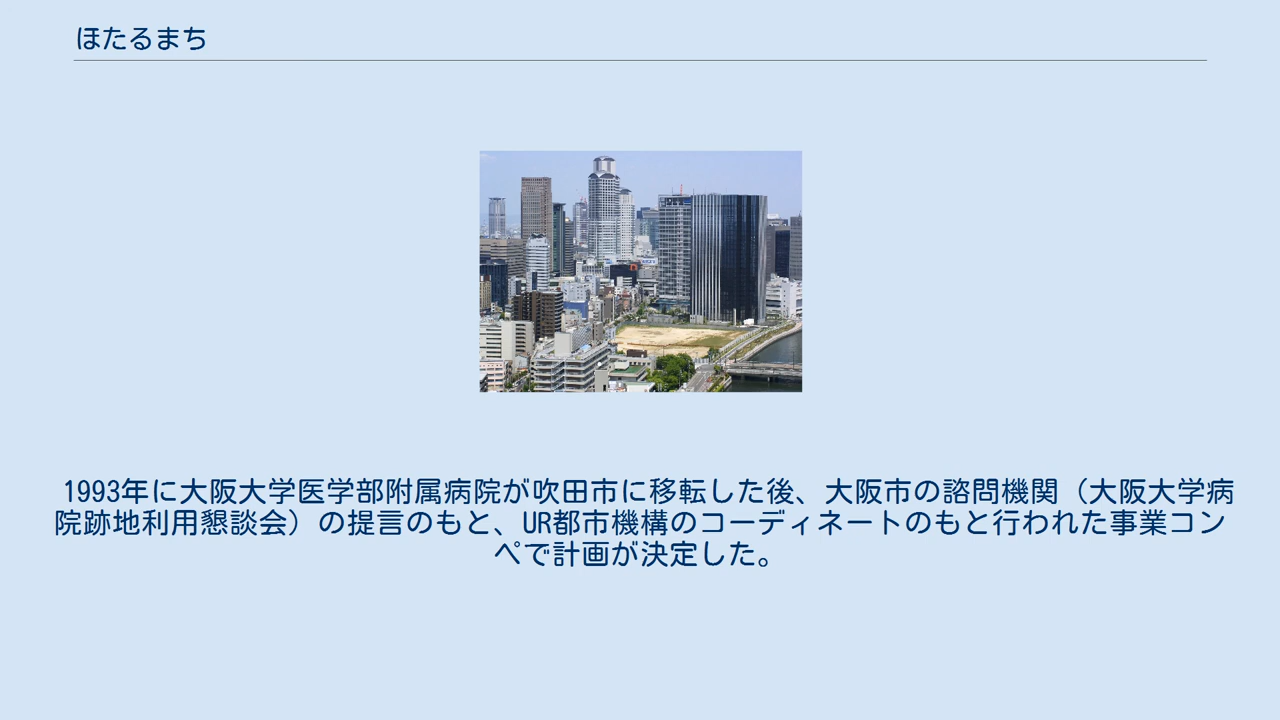 ほたるまち
1993年に大阪大学医学部附属病院が吹田市に移転した後、大阪市の諮問機関（大阪大学病
院跡地利用懇談会）の提言のもと、UR都市機構のコーディネートのもと行われた事業コン
ペで計画が決定した。